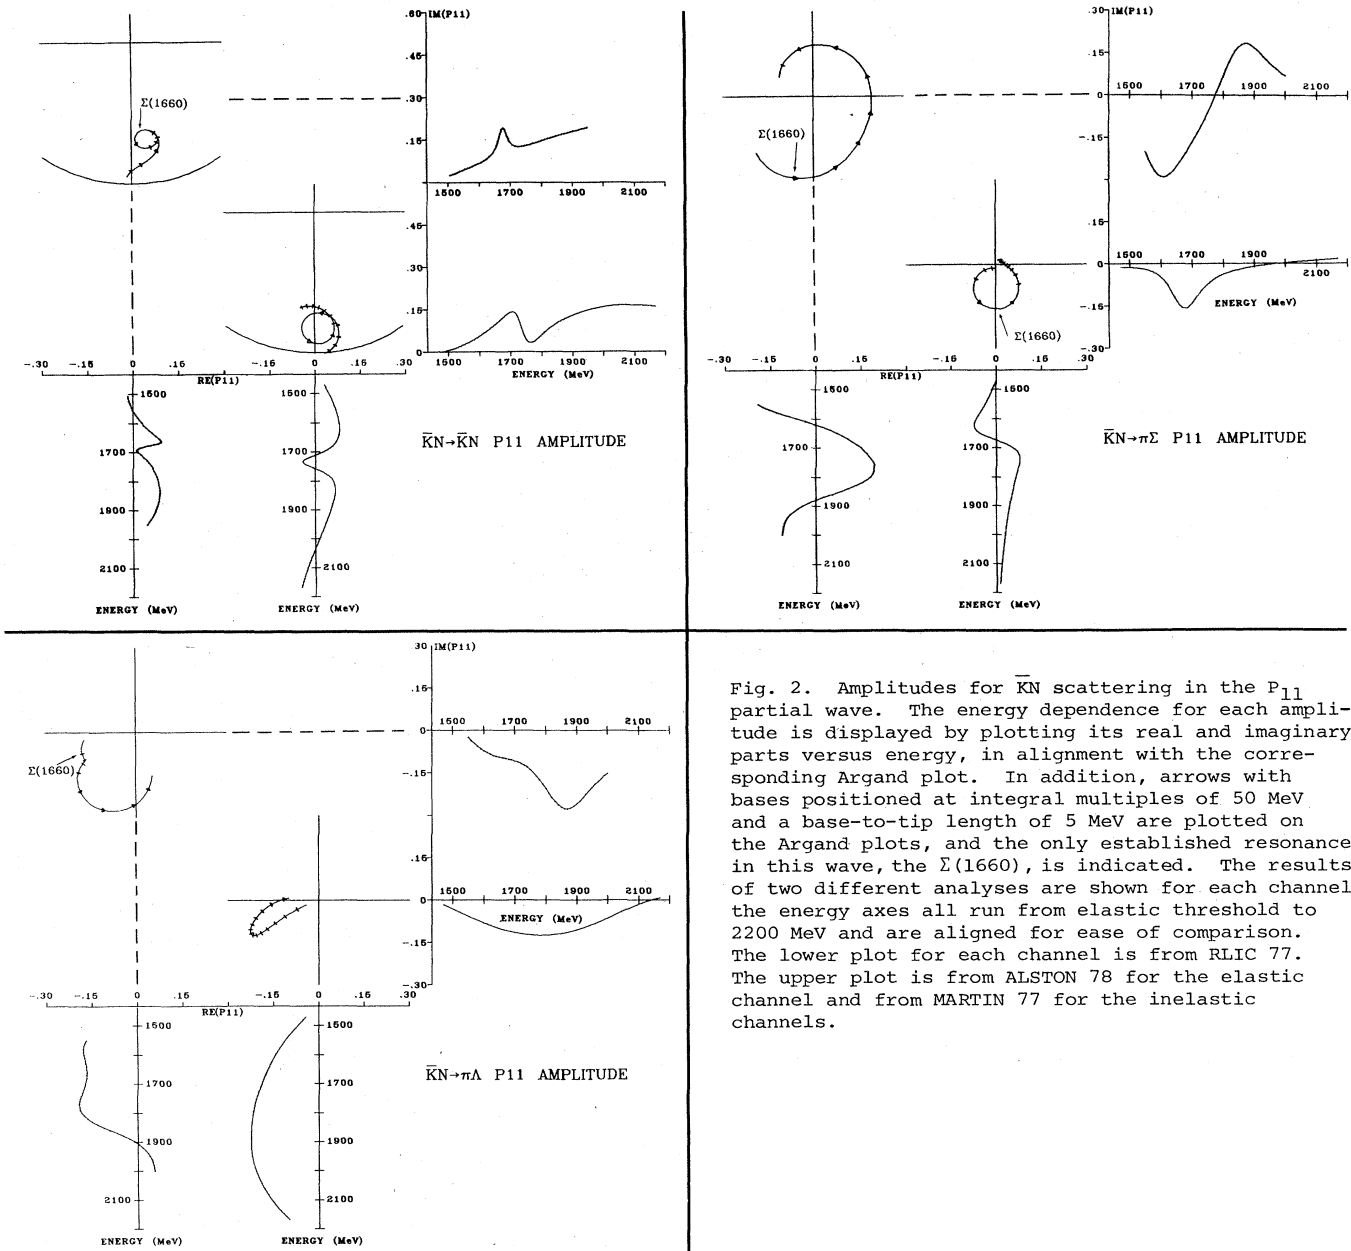 .60 IM(P11)
.45
.30
.15
1500 1700 1900 2100
Σ(1660)
.45
.30
.15
0
1500 1700 1900 2100
ENERGY (MeV)
-.30 -.15 0 .15 -.15 0 .15 .30
RE(P11)
1500
1700
1900
2100
ENERGY (MeV)
1500
1700
1900
2100
ENERGY (MeV)
K̅N→K̅N P11 AMPLITUDE
.30 IM(P11)
.15
0
-.15
1500 1700 1900 2100
Σ(1660)
.15
0
-.15
-.30
1500 1700 1900 2100
ENERGY (MeV)
Σ(1660)
-.30 -.15 0 .15 -.15 0 .15 .30
RE(P11)
1500
1700
1900
2100
ENERGY (MeV)
1500
1700
1900
2100
ENERGY (MeV)
K̅N→πΣ P11 AMPLITUDE
.30 IM(P11)
.15
0
-.15
1500 1700 1900 2100
Σ(1660)
.15
0
-.15
-.30
1500 1700 1900 2100
ENERGY (MeV)
-.30 -.15 0 .15 -.15 0 .15 .30
RE(P11)
1500
1700
1900
2100
ENERGY (MeV)
1500
1700
1900
2100
ENERGY (MeV)
K̅N→πΛ P11 AMPLITUDE
Fig. 2. Amplitudes for K̅N scattering in the P₁₁
partial wave. The energy dependence for each ampli-
tude is displayed by plotting its real and imaginary
parts versus energy, in alignment with the corre-
sponding Argand plot. In addition, arrows with
bases positioned at integral multiples of 50 MeV
and a base-to-tip length of 5 MeV are plotted on
the Argand plots, and the only established resonance
in this wave, the Σ(1660), is indicated. The results
of two different analyses are shown for each channel
the energy axes all run from elastic threshold to
2200 MeV and are aligned for ease of comparison.
The lower plot for each channel is from RLIC 77.
The upper plot is from ALSTON 78 for the elastic
channel and from MARTIN 77 for the inelastic
channels.